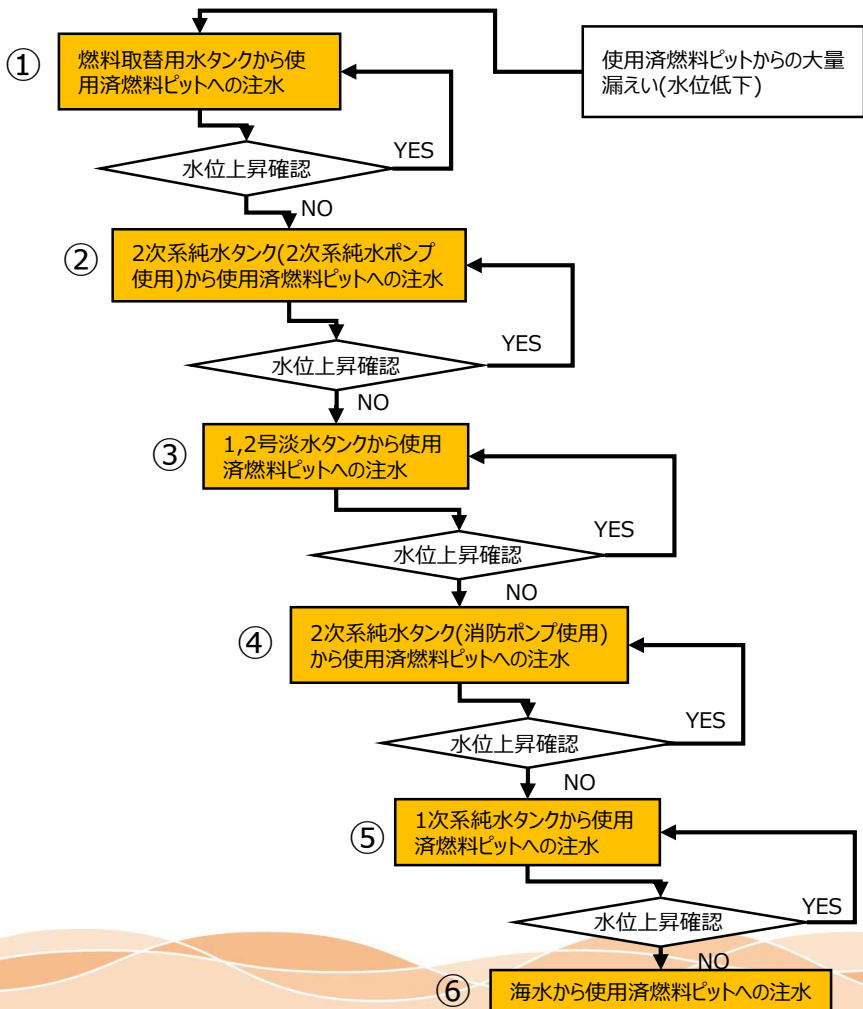 使用済燃料ピットからの大量
漏えい(水位低下)
①
燃料取替用水タンクから使
用済燃料ピットへの注水
水位上昇確認
YES
NO
②
2次系純水タンク(2次系純水ポンプ
使用)から使用済燃料ピットへの注水
水位上昇確認
YES
NO
③
1,2号淡水タンクから使用
済燃料ピットへの注水
水位上昇確認
YES
NO
④
2次系純水タンク(消防ポンプ使用)
から使用済燃料ピットへの注水
水位上昇確認
YES
NO
⑤
1次系純水タンクから使用
済燃料ピットへの注水
水位上昇確認
YES
NO
⑥
海水から使用済燃料ピットへの注水